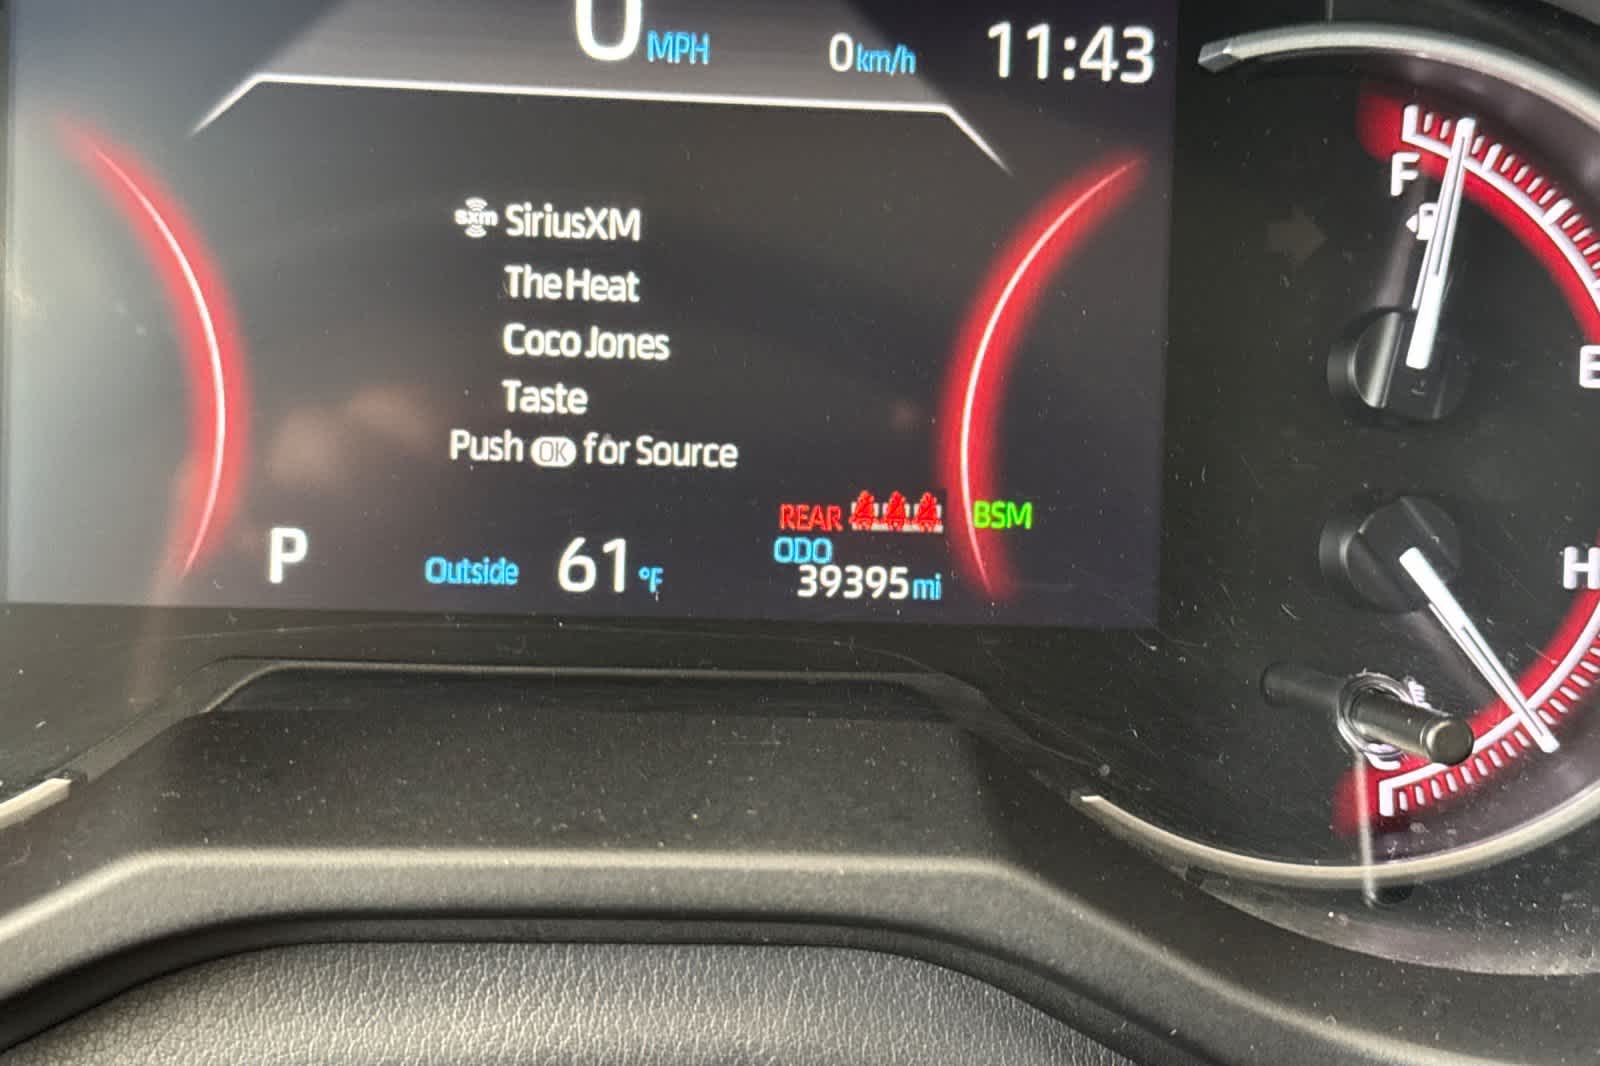 0 MPH 0 km/h 11:43
sxm SiriusXM
The Heat
Coco Jones
Taste
Push OK for Source
REAR BSM
ODO
P Outside 61 °F 39395 mi
F
E
H
C